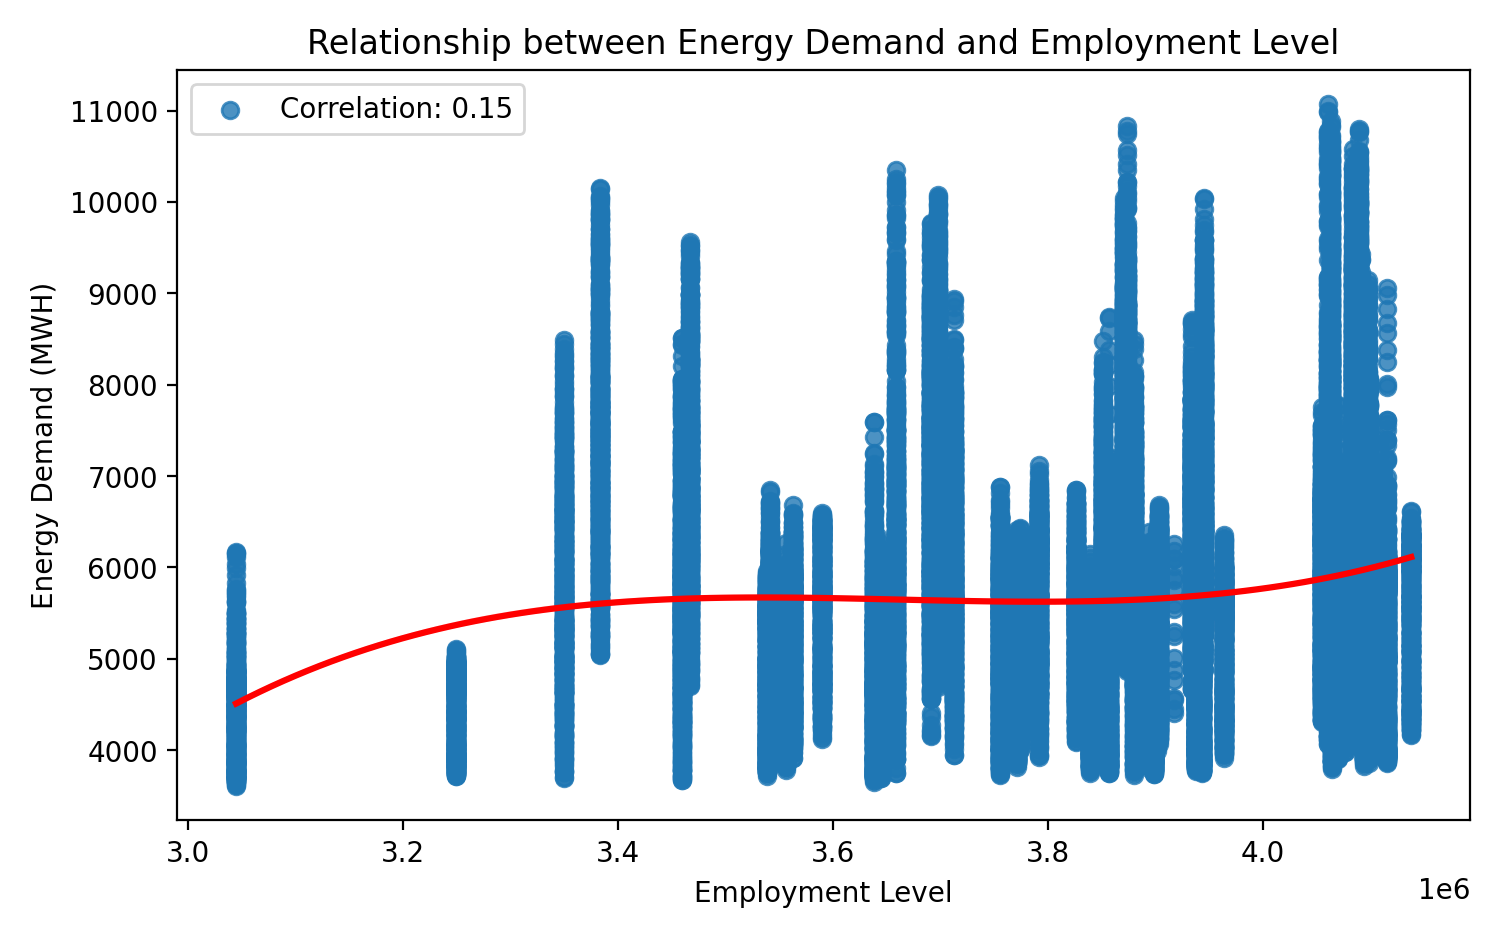 Relationship between Energy Demand and Employment Level
Correlation: 0.15
Energy Demand (MWH)
11000
10000
9000
8000
7000
6000
5000
4000
3.0 3.2 3.4 3.6 3.8 4.0
1e6
Employment Level